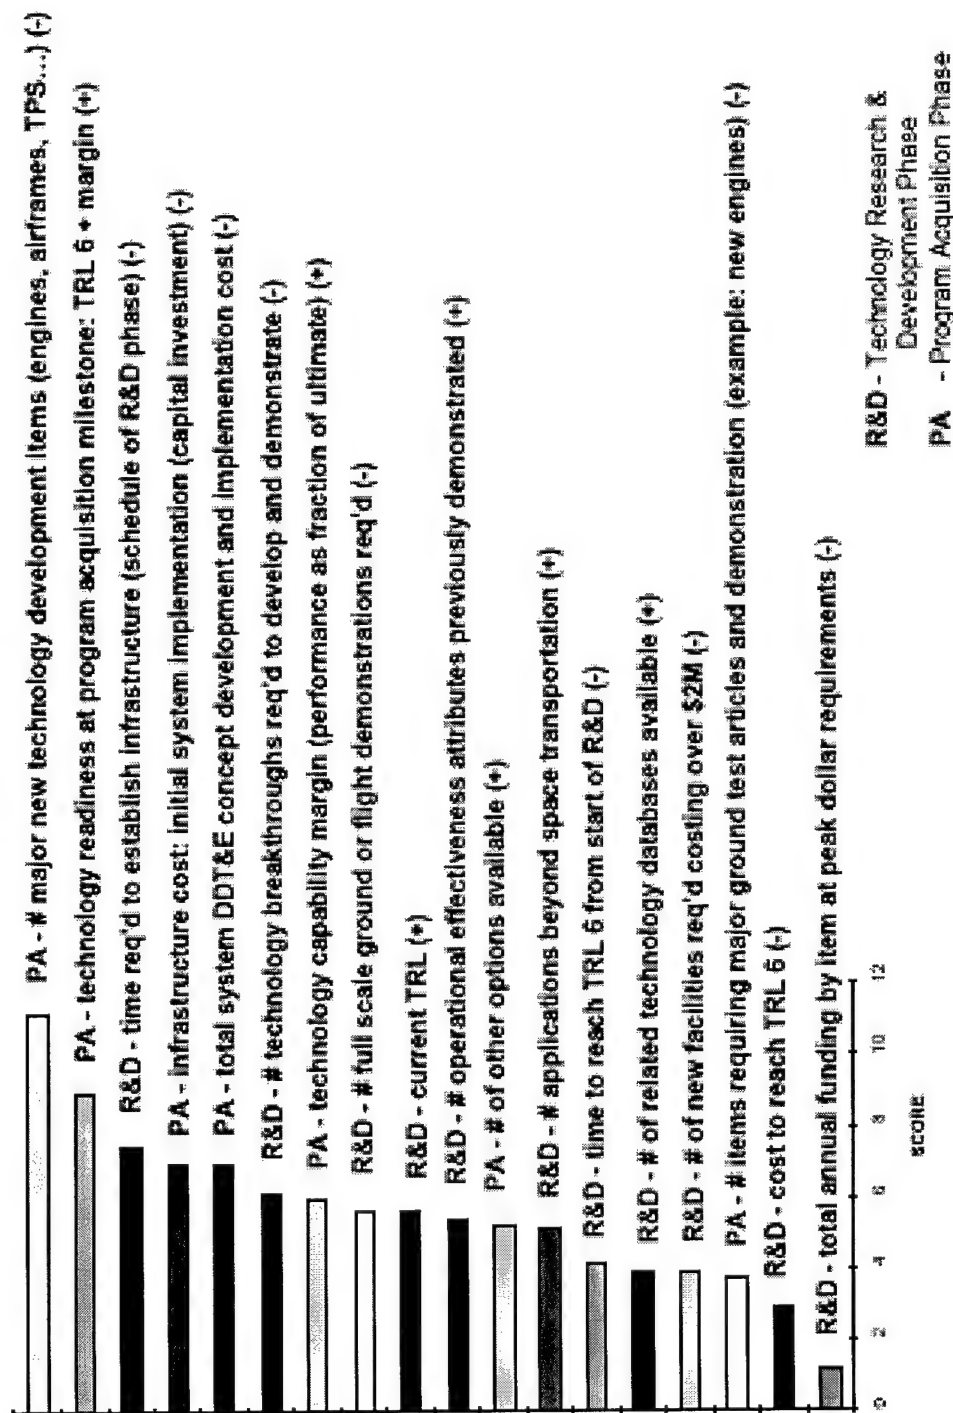 PA - # major new technology development items (engines, airframes, TPS...) (-)
PA - technology readiness at program acquisition milestone: TRL 6 + margin (+)
R&D - time req'd to establish infrastructure (schedule of R&D phase) (-)
PA - infrastructure cost: initial system implementation (capital investment) (-)
PA - total system DDT&E concept development and implementation cost (-)
R&D - # technology breakthroughs req'd to develop and demonstrate (-)
PA - technology capability margin (performance as fraction of ultimate) (+)
R&D - # full scale ground or flight demonstrations req'd (-)
R&D - current TRL (+)
R&D - # operational effectiveness attributes previously demonstrated (+)
PA - # of other options available (+)
R&D - # applications beyond space transportation (+)
R&D - time to reach TRL 6 from start of R&D (-)
R&D - # of related technology databases available (+)
R&D - # of new facilities req'd costing over $2M (-)
PA - # items requiring major ground test articles and demonstration (example: new engines) (-)
R&D - cost to reach TRL 6 (-)
R&D - total annual funding by item at peak dollar requirements (-)
0 2 4 6 8 10 12
SCORE
R&D - Technology Research &
Development Phase
PA - Program Acquisition Phase